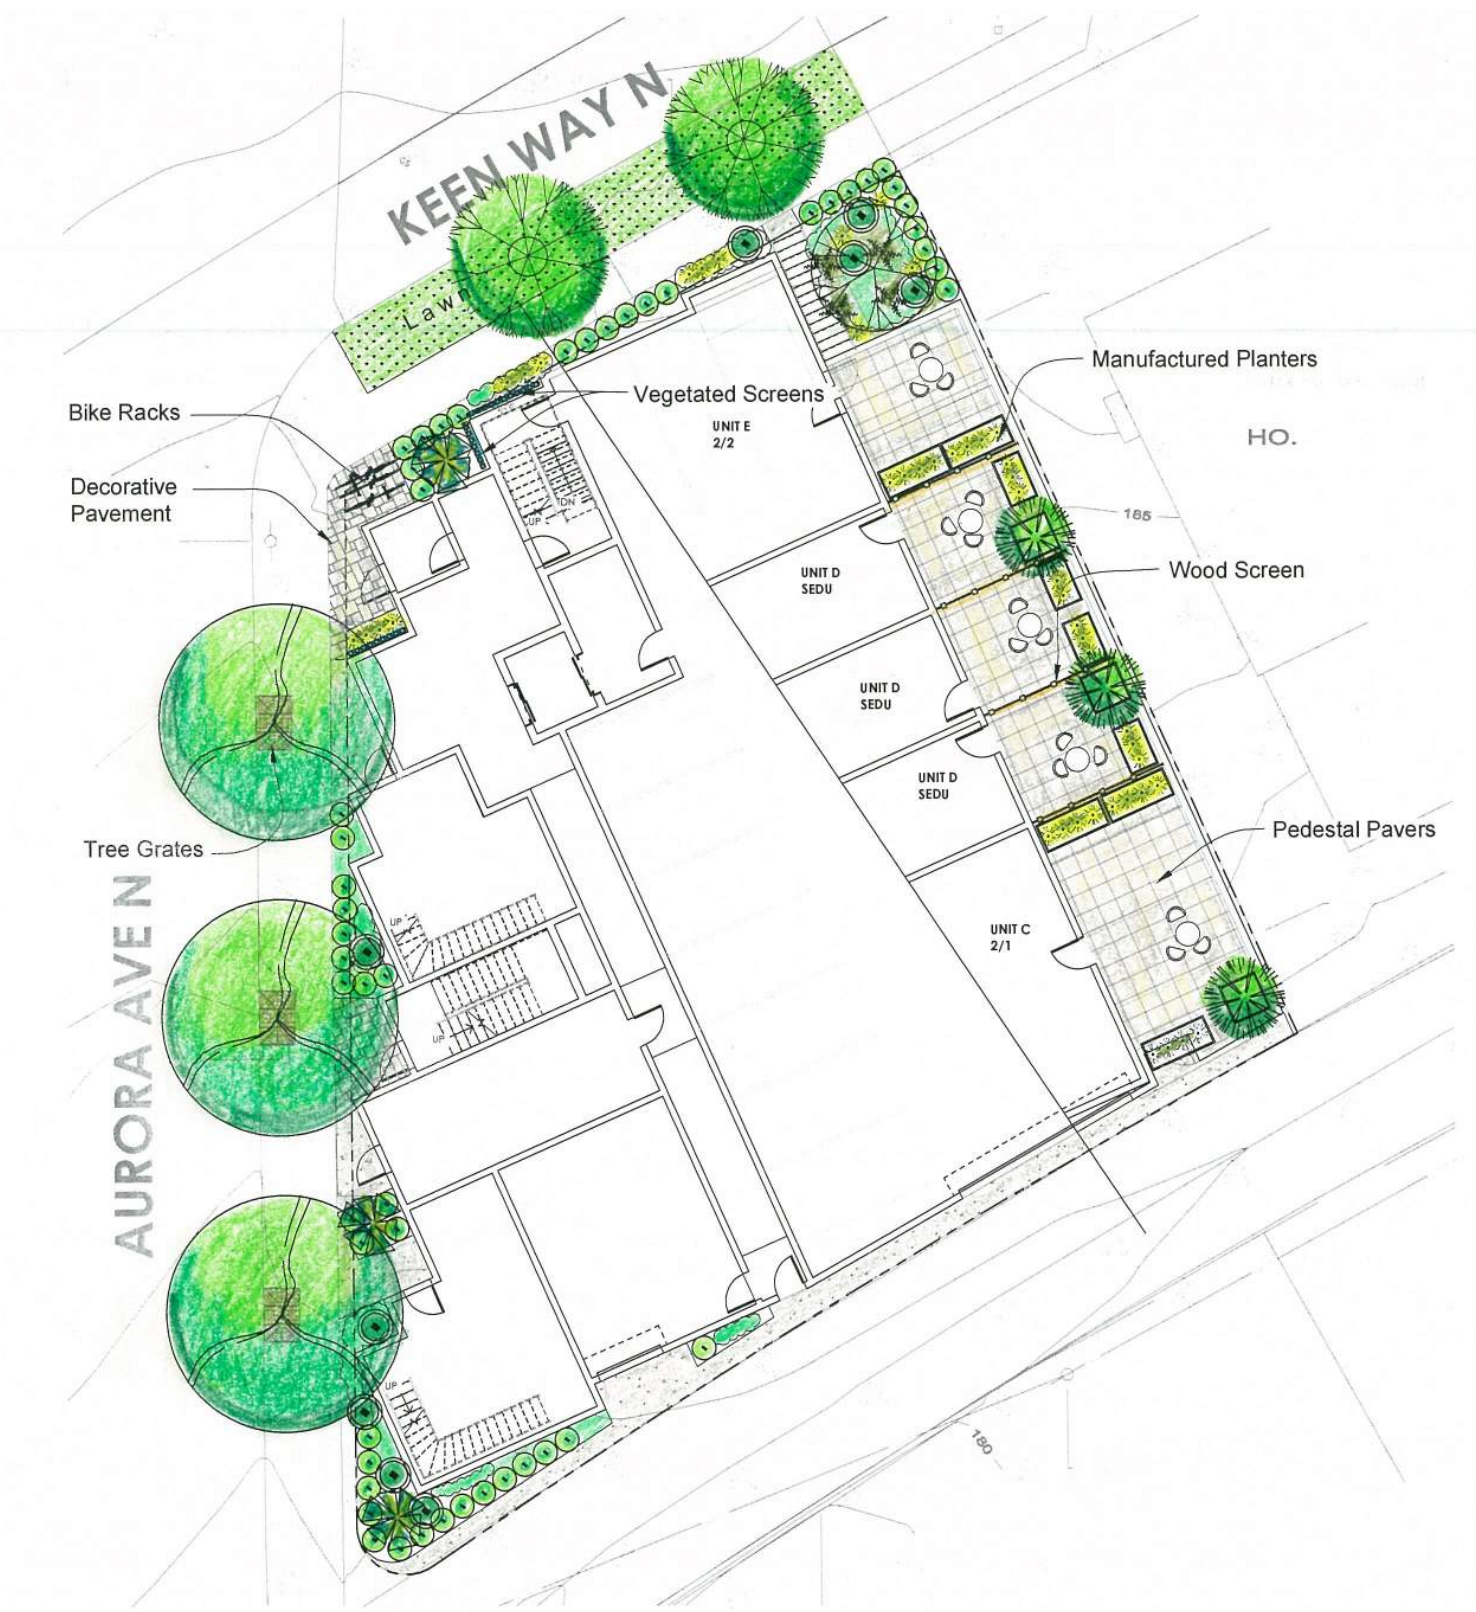 KEEN WAY N
Lawn
Manufactured Planters
Vegetated Screens
Bike Racks
UNIT E
2/2
HO.
Decorative
Pavement
DN
UP
185
Wood Screen
UNIT D
SEDU
UNIT D
SEDU
UNIT D
SEDU
Pedestal Pavers
Tree Grates
AURORA AVE N
UP
UNIT C
2/1
UP
UP
180